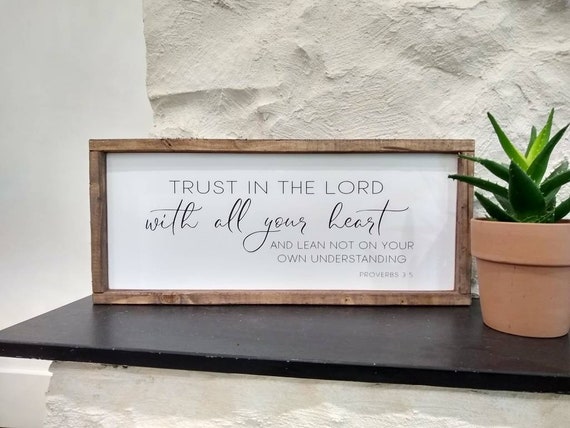 TRUST IN THE LORD
with all your heart
AND LEAN NOT ON YOUR
OWN UNDERSTANDING
PROVERBS 3:5